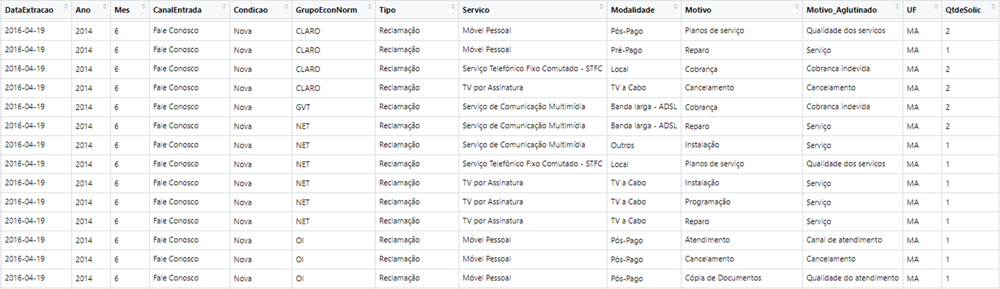 DataExtracao Ano Mes CanalEntrada Condicao GrupoEconNorm Tipo Servico Modalidade Motivo Motivo_Aglutinado UF QtdeSolic
2016-04-19 2014 6 Fale Conosco Nova CLARO Reclamação Móvel Pessoal Pós-Pago Planos de serviço Qualidade dos servicos MA 2
2016-04-19 2014 6 Fale Conosco Nova CLARO Reclamação Móvel Pessoal Pré-Pago Reparo Serviço MA 1
2016-04-19 2014 6 Fale Conosco Nova CLARO Reclamação Serviço Telefônico Fixo Comutado - STFC Local Cobrança Cobranca indevida MA 2
2016-04-19 2014 6 Fale Conosco Nova CLARO Reclamação TV por Assinatura TV a Cabo Cancelamento Cancelamento MA 2
2016-04-19 2014 6 Fale Conosco Nova GVT Reclamação Serviço de Comunicação Multimídia Banda larga - ADSL Cobrança Cobranca indevida MA 2
2016-04-19 2014 6 Fale Conosco Nova NET Reclamação Serviço de Comunicação Multimídia Banda larga - ADSL Reparo Serviço MA 2
2016-04-19 2014 6 Fale Conosco Nova NET Reclamação Serviço de Comunicação Multimídia Outros Instalação Serviço MA 1
2016-04-19 2014 6 Fale Conosco Nova NET Reclamação Serviço Telefônico Fixo Comutado - STFC Local Planos de serviço Qualidade dos servicos MA 1
2016-04-19 2014 6 Fale Conosco Nova NET Reclamação TV por Assinatura TV a Cabo Instalação Serviço MA 1
2016-04-19 2014 6 Fale Conosco Nova NET Reclamação TV por Assinatura TV a Cabo Programação Serviço MA 1
2016-04-19 2014 6 Fale Conosco Nova NET Reclamação TV por Assinatura TV a Cabo Reparo Serviço MA 1
2016-04-19 2014 6 Fale Conosco Nova OI Reclamação Móvel Pessoal Pós-Pago Atendimento Canal de atendimento MA 1
2016-04-19 2014 6 Fale Conosco Nova OI Reclamação Móvel Pessoal Pós-Pago Cancelamento Cancelamento MA 1
2016-04-19 2014 6 Fale Conosco Nova OI Reclamação Móvel Pessoal Pós-Pago Cópia de Documentos Qualidade do atendimento MA 1